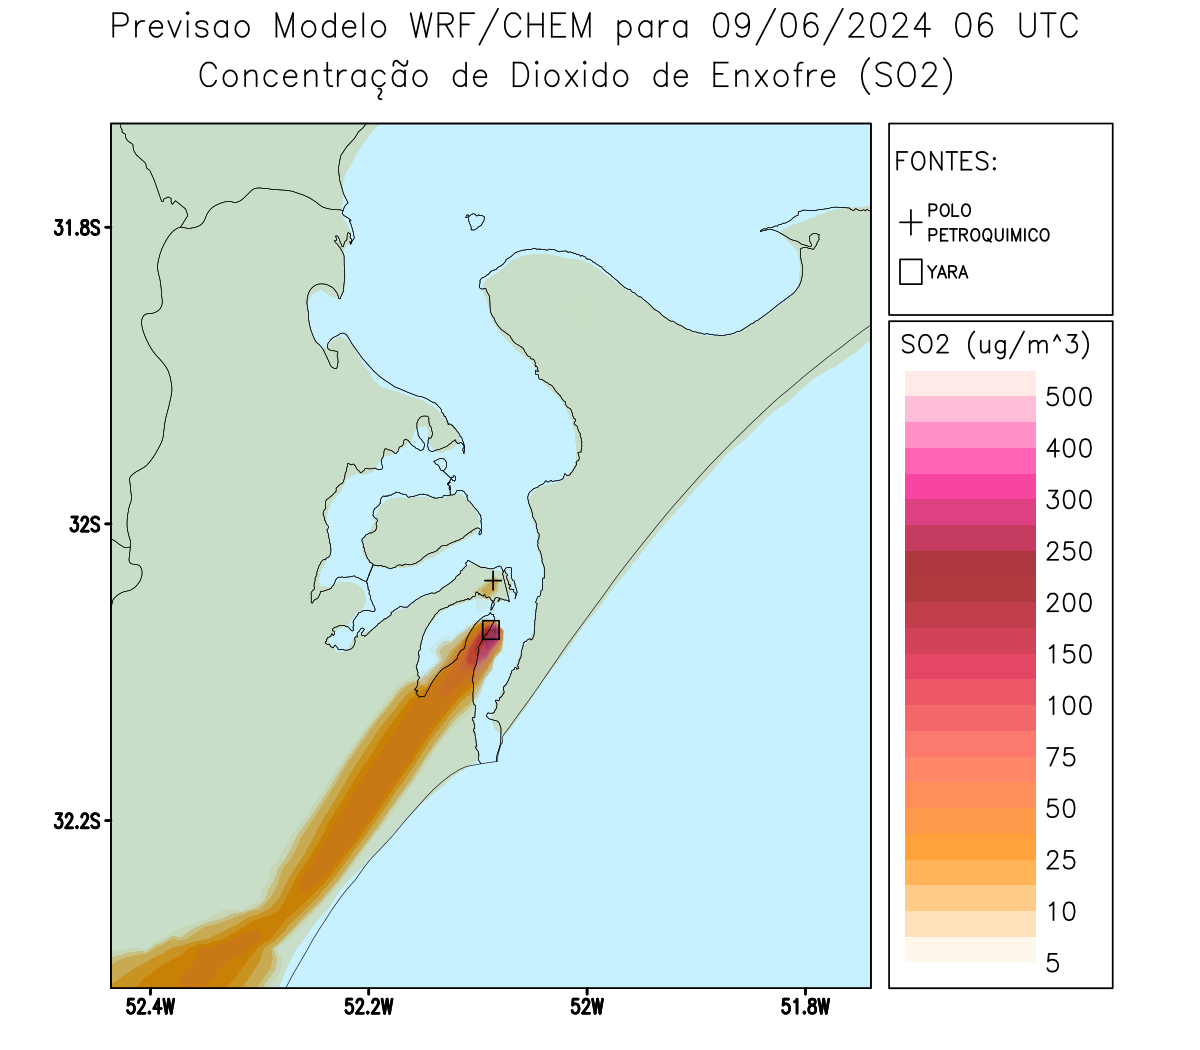 Previsao Modelo WRF/CHEM para 09/06/2024 06 UTC
Concentração de Dioxido de Enxofre (SO2)
FONTES:
POLO
PETROQUIMICO
YARA
SO2 (ug/m^3)
500
400
300
250
200
150
100
75
50
25
10
5
31.8S
32S
32.2S
52.4W
52.2W
52W
51.8W